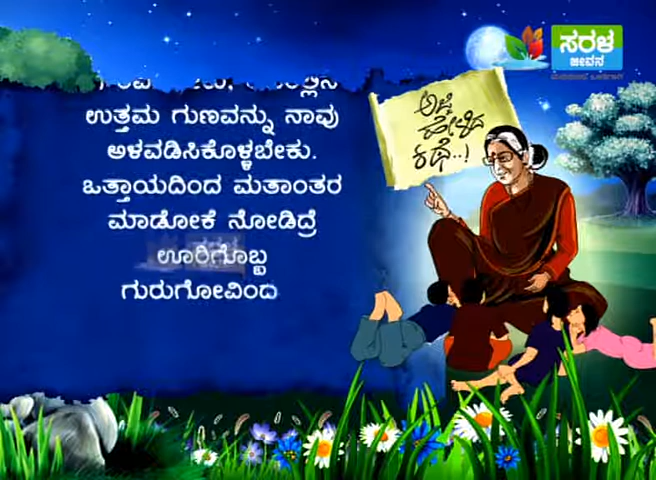 ಸರಳ
ಜೀವನ
ಉತ್ತಮ ಗುಣವನ್ನು ನಾವು
ಅಳವಡಿಸಿಕೊಳ್ಳಬೇಕು.
ಒತ್ತಾಯದಿಂದ ಮತಾಂತರ
ಮಾಡೋಕೆ ನೋಡಿದ್ರೆ
ಊರಿಗೊಬ್ಬ
ಗುರುಗೋವಿಂದ
ಅಜ್ಜಿ
ಹೇಳಿದ
ಕಥೆ..!